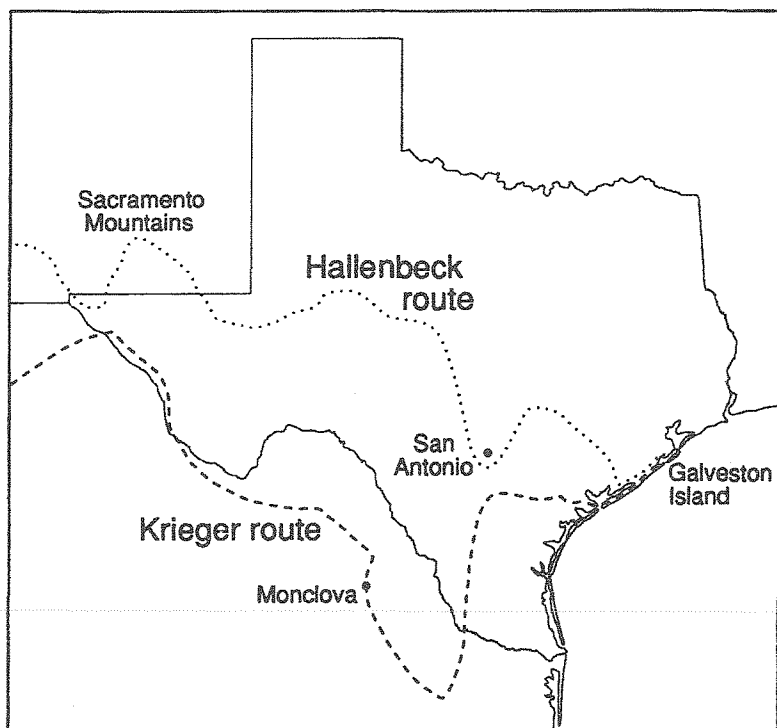 Sacramento
Mountains
Hallenbeck
route
San
Antonio
Galveston
Island
Krieger route
Monclova